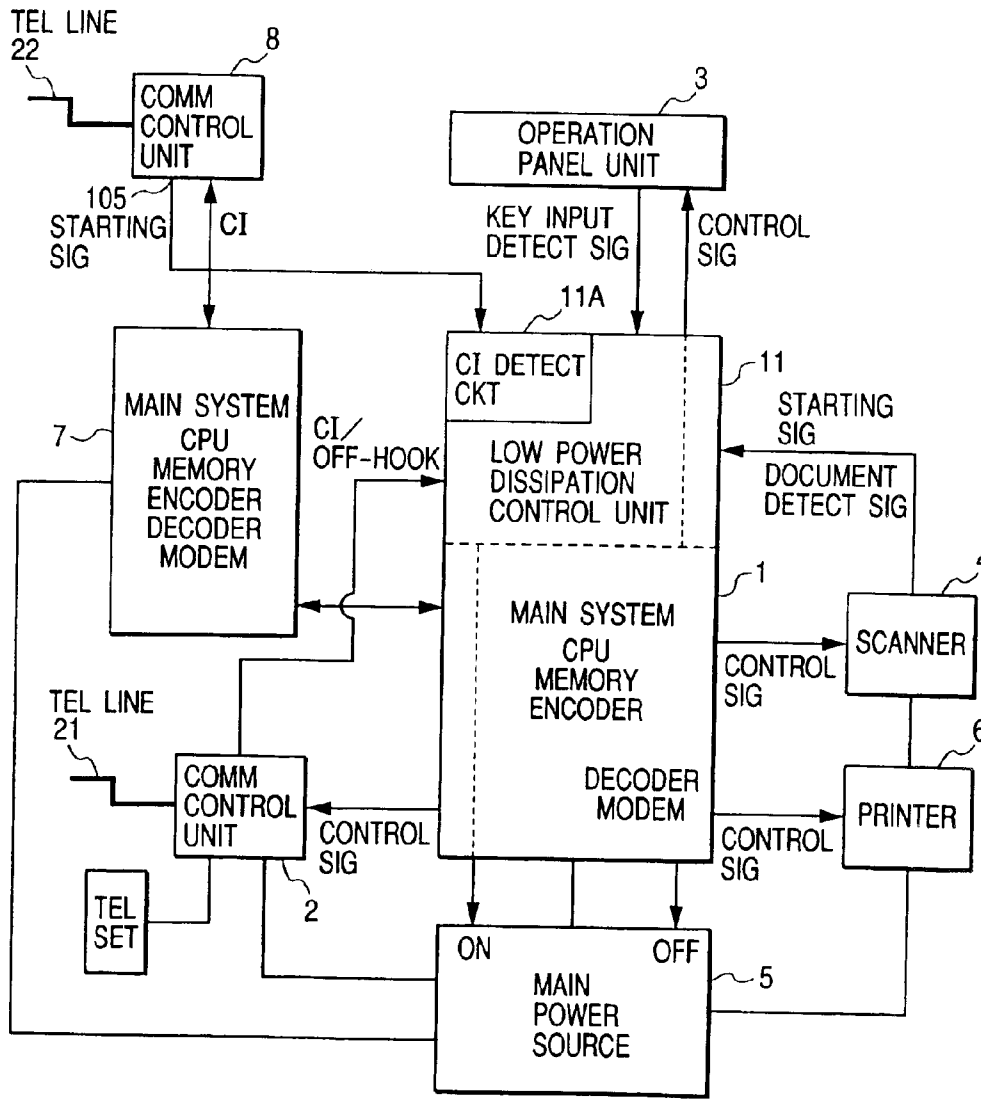 TEL LINE
22
8
COMM
CONTROL
UNIT
3
OPERATION
PANEL UNIT
105
STARTING
SIG
CI
KEY INPUT
DETECT SIG
CONTROL
SIG
11A
CI DETECT
CKT
11
7
MAIN SYSTEM
CPU
MEMORY
ENCODER
DECODER
MODEM
CI/
OFF-HOOK
LOW POWER
DISSIPATION
CONTROL UNIT
STARTING
SIG
DOCUMENT
DETECT SIG
1
4
MAIN SYSTEM
CPU
MEMORY
ENCODER
CONTROL
SIG
SCANNER
TEL LINE
21
COMM
CONTROL
UNIT
CONTROL
SIG
DECODER
MODEM
CONTROL
SIG
6
PRINTER
TEL
SET
2
ON
OFF
MAIN
POWER
SOURCE
5